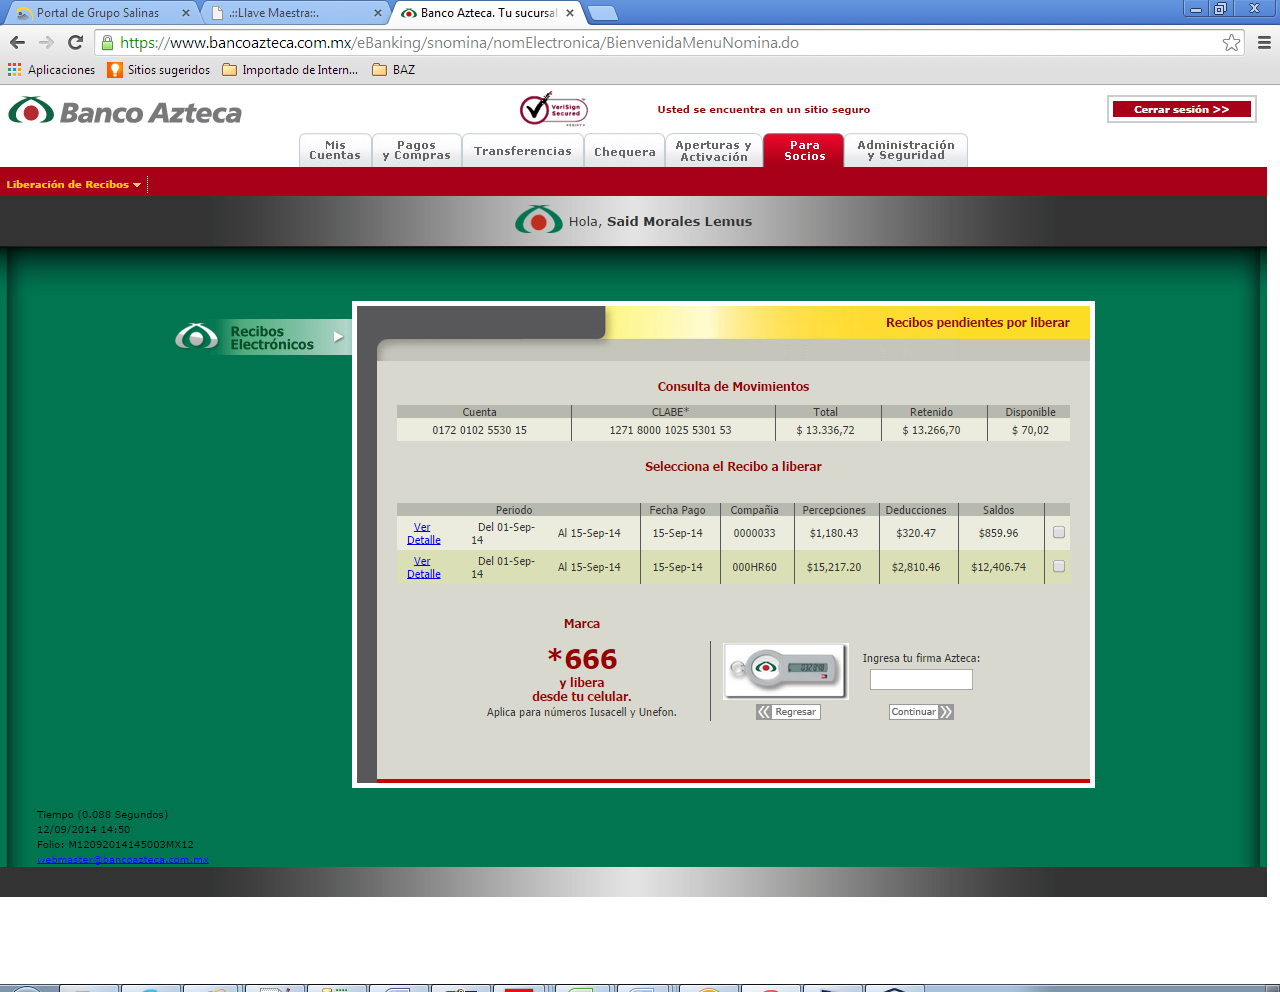 Portal de Grupo Salinas
.::Llave Maestra::.
Banco Azteca. Tu sucursal
https://www.bancoazteca.com.mx/eBanking/snomina/nomElectronica/BienvenidaMenuNomina.do
Aplicaciones
Sitios sugeridos
Importado de Intern...
BAZ
Banco Azteca
VeriSign
Secured
VERIFY
Usted se encuentra en un sitio seguro
Cerrar sesión >>
Mis Cuentas
Pagos y Compras
Transferencias
Chequera
Aperturas y Activación
Para Socios
Administración y Seguridad
Liberación de Recibos
Hola, Said Morales Lemus
Recibos
Electrónicos
Recibos pendientes por liberar
Consulta de Movimientos
Cuenta CLABE* Total Retenido Disponible
0172 0102 5530 15 1271 8000 1025 5301 53 $ 13.336,72 $ 13.266,70 $ 70,02
Selecciona el Recibo a liberar
Periodo Fecha Pago Compañia Percepciones Deducciones Saldos
Ver Detalle Del 01-Sep-14 Al 15-Sep-14 15-Sep-14 0000033 $1,180.43 $320.47 $859.96
Ver Detalle Del 01-Sep-14 Al 15-Sep-14 15-Sep-14 000HR60 $15,217.20 $2,810.46 $12,406.74
Marca
*666
y libera
desde tu celular.
Aplica para números Iusacell y Unefon.
Ingresa tu firma Azteca:
Regresar
Continuar
Tiempo (0.088 Segundos)
12/09/2014 14:50
Folio: M12092014145003MX12
webmaster@bancoazteca.com.mx